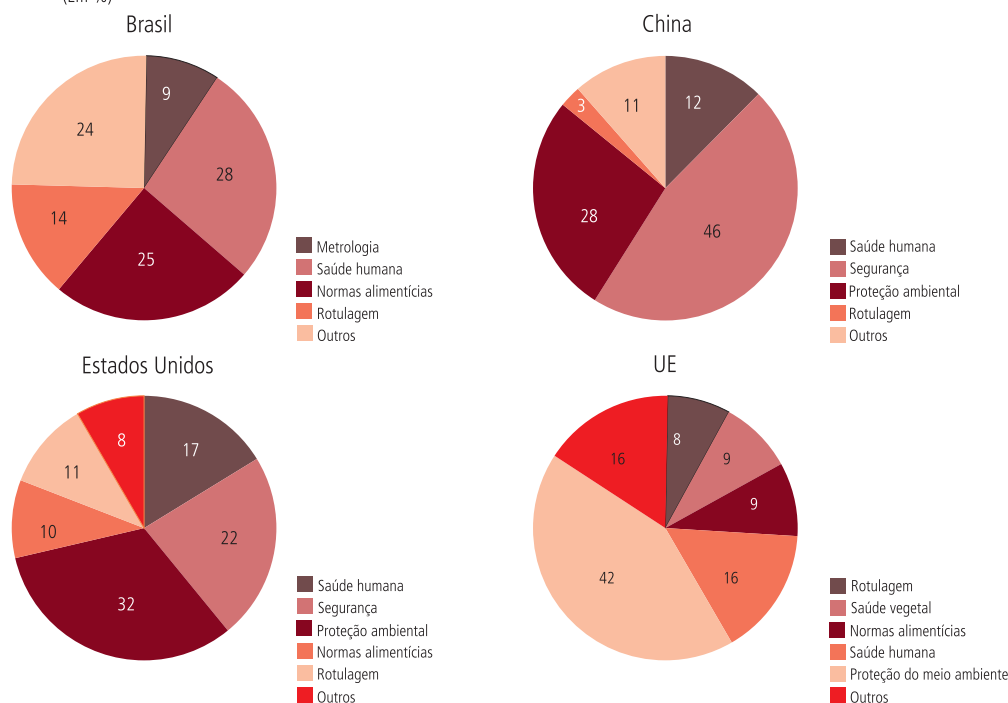 (Em %)
Brasil
9
28
25
14
24
Metrologia
Saúde humana
Normas alimentícias
Rotulagem
Outros
China
12
46
28
3
11
Saúde humana
Segurança
Proteção ambiental
Rotulagem
Outros
Estados Unidos
17
22
32
10
11
8
Saúde humana
Segurança
Proteção ambiental
Normas alimentícias
Rotulagem
Outros
UE
8
9
9
16
42
16
Rotulagem
Saúde vegetal
Normas alimentícias
Saúde humana
Proteção do meio ambiente
Outros